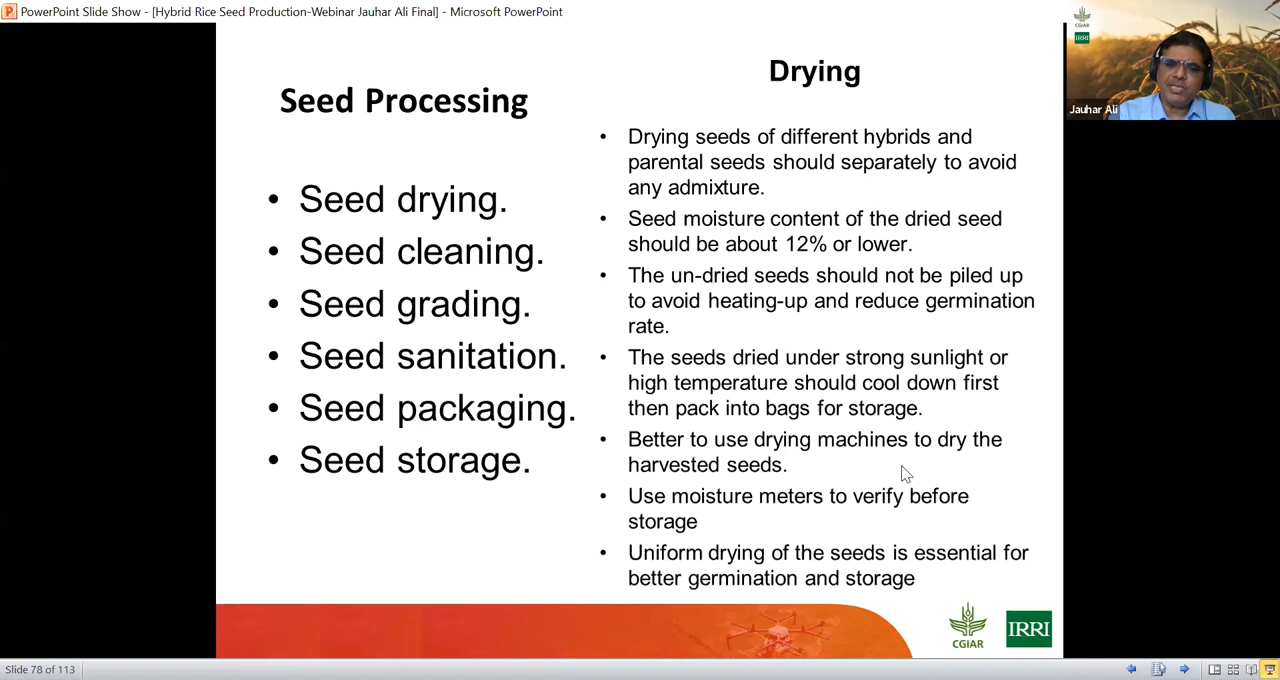 PowerPoint Slide Show - [Hybrid Rice Seed Production-Webinar Jauhar Ali Final] - Microsoft PowerPoint
CGIAR
IRRI
Jauhar Ali
Seed Processing
• Seed drying.
• Seed cleaning.
• Seed grading.
• Seed sanitation.
• Seed packaging.
• Seed storage.
Drying
• Drying seeds of different hybrids and
parental seeds should separately to avoid
any admixture.
• Seed moisture content of the dried seed
should be about 12% or lower.
• The un-dried seeds should not be piled up
to avoid heating-up and reduce germination
rate.
• The seeds dried under strong sunlight or
high temperature should cool down first
then pack into bags for storage.
• Better to use drying machines to dry the
harvested seeds.
• Use moisture meters to verify before
storage
• Uniform drying of the seeds is essential for
better germination and storage
CGIAR
IRRI
Slide 78 of 113